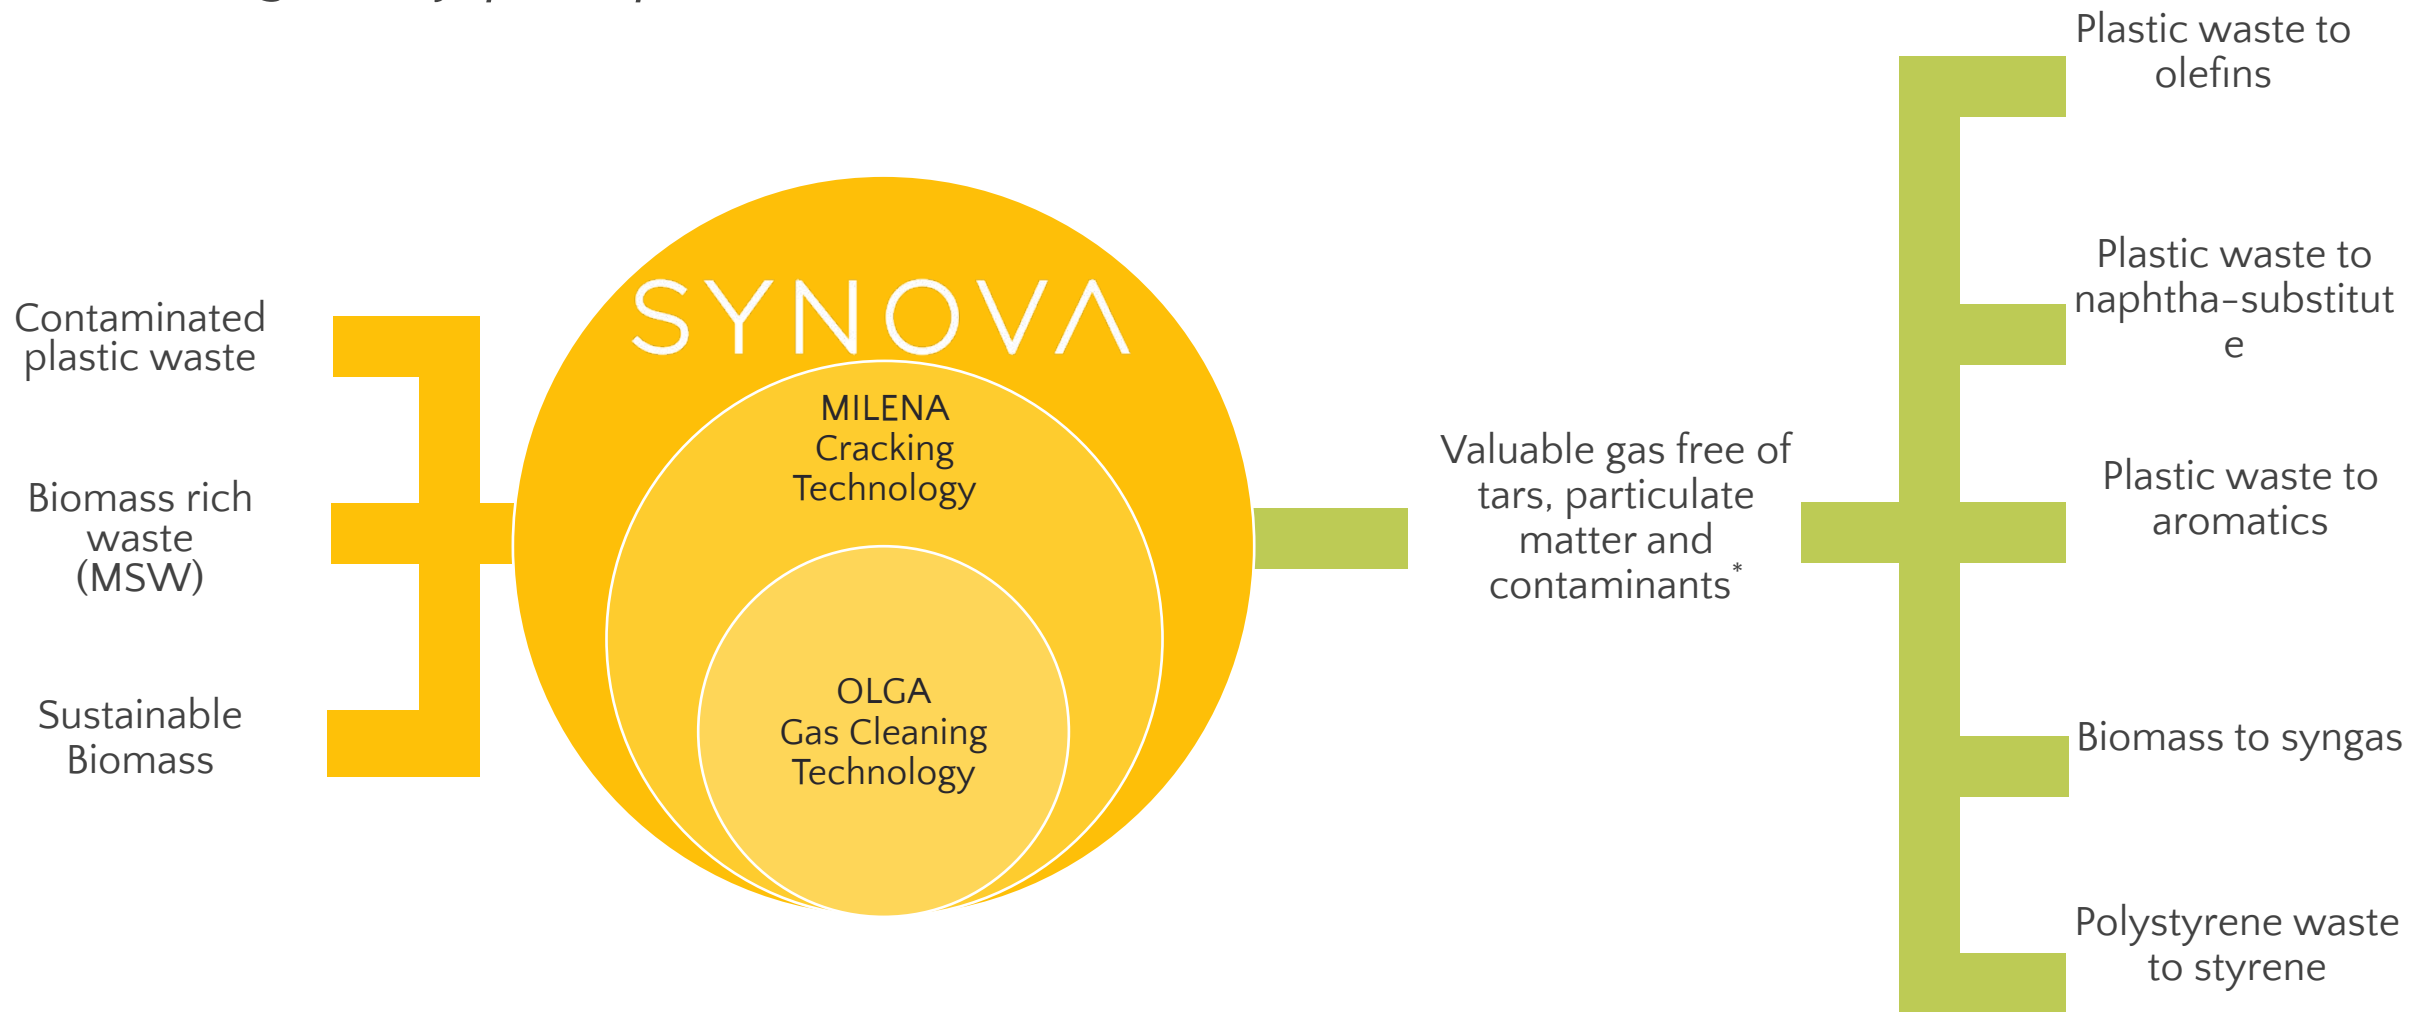 Contaminated
plastic waste
Biomass rich
waste
(MSW)
Sustainable
Biomass
SYNOVA
MILENA
Cracking
Technology
OLGA
Gas Cleaning
Technology
Valuable gas free of
tars, particulate
matter and
contaminants*
Plastic waste to
olefins
Plastic waste to
naphtha-substitut
e
Plastic waste to
aromatics
Biomass to syngas
Polystyrene waste
to styrene